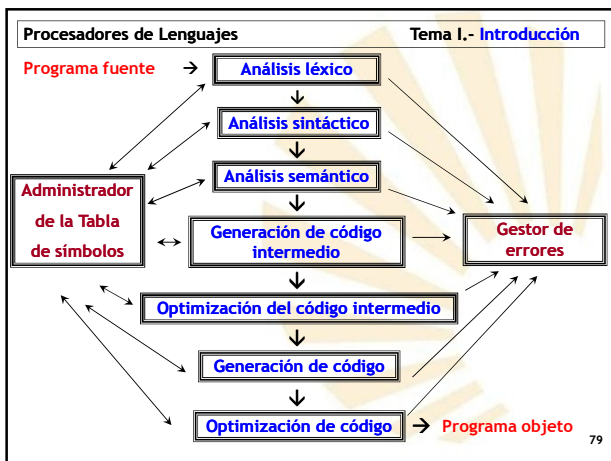 Procesadores de Lenguajes
Tema I.- Introducción
Programa fuente → Análisis léxico
Análisis sintáctico
Análisis semántico
Administrador
de la Tabla
de símbolos
Generación de código
intermedio
Gestor de
errores
Optimización del código intermedio
Generación de código
Optimización de código → Programa objeto
79